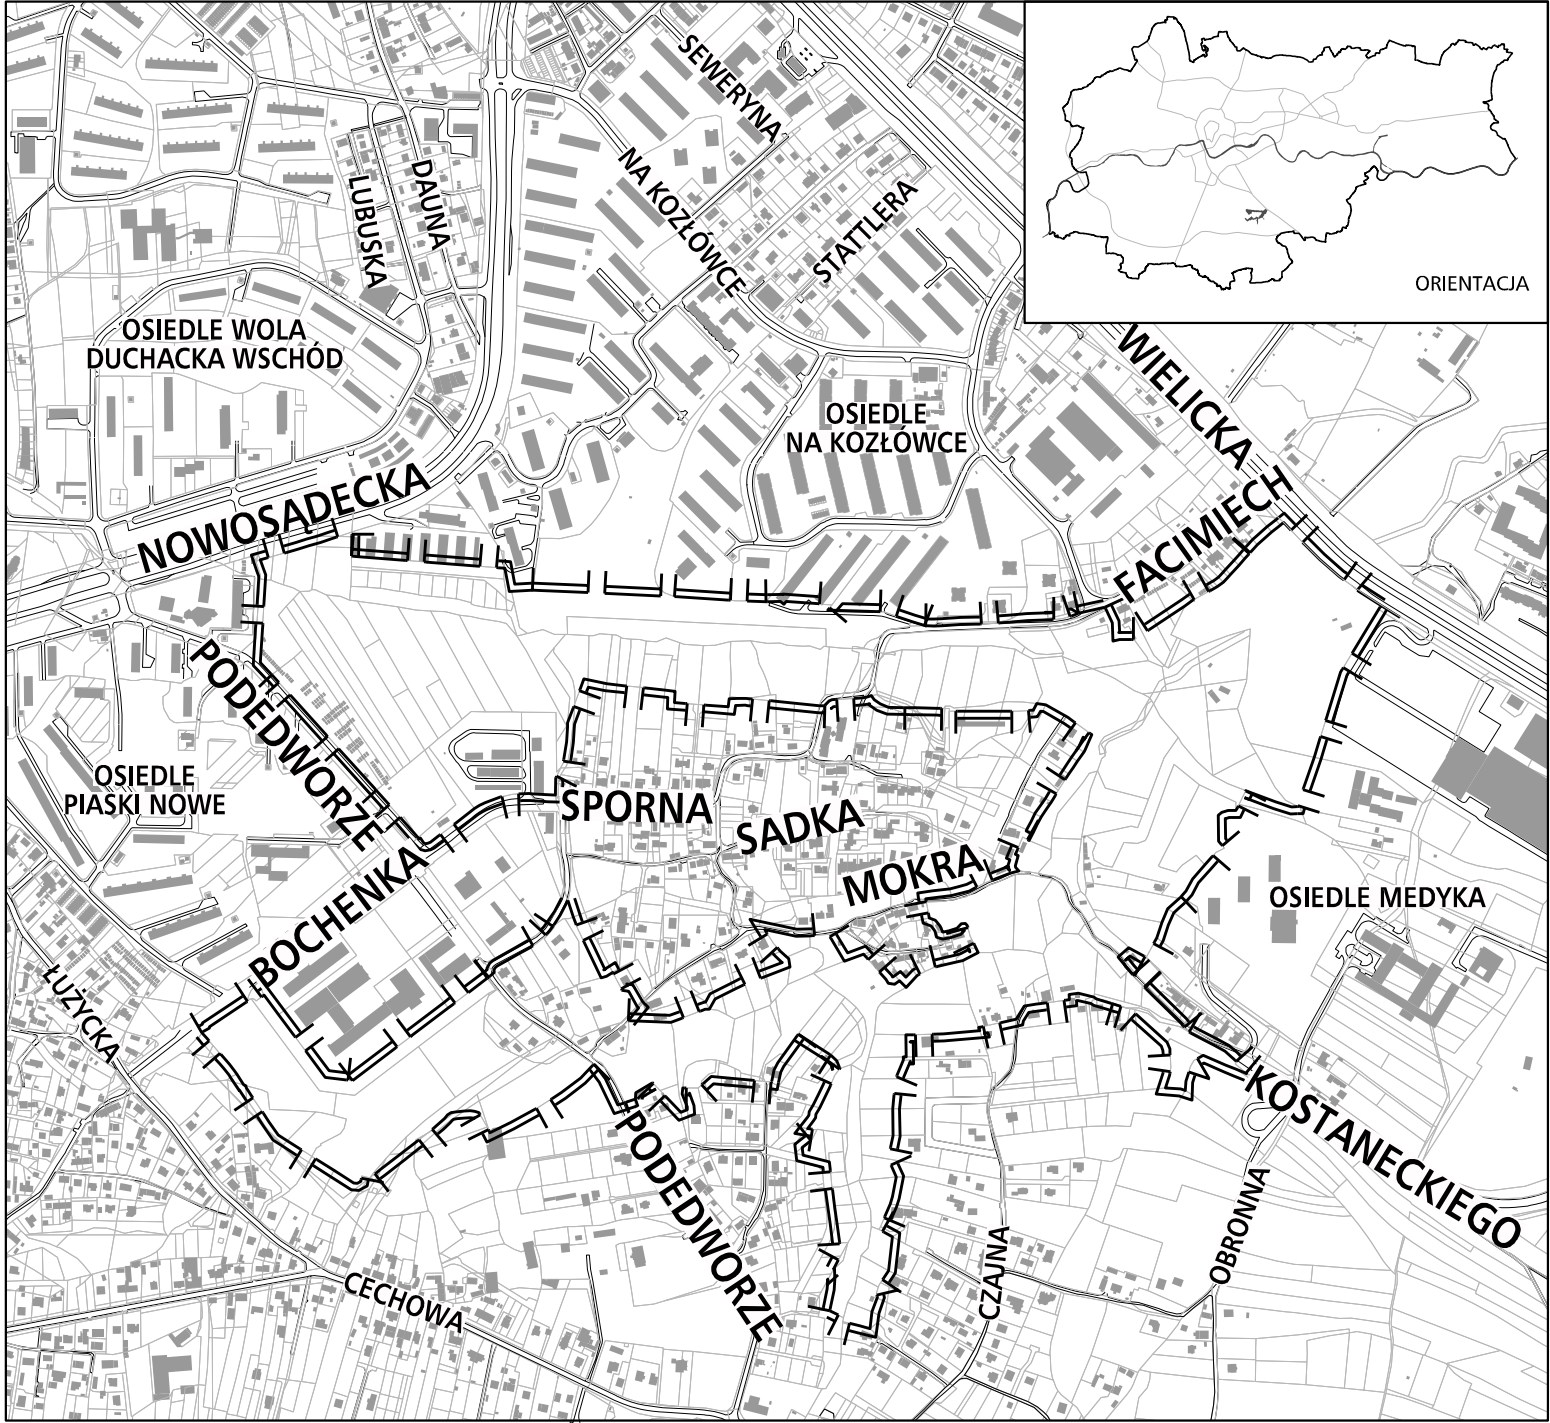 SEWERYNA
NA KOZŁÓWCE
DAUNA
LUBUSKA
STATTLERA
ORIENTACJA
OSIEDLE WOLA
DUCHACKA WSCHÓD
WIELICKA
OSIEDLE
NA KOZŁÓWCE
NOWOSĄDECKA
FACIMIECH
PODEDWORZE
OSIEDLE
PIASKI NOWE
SPORNA
SADKA
MOKRA
BOCHENKA
OSIEDLE MEDYKA
ŁUŻYCKA
KOSTANECKIEGO
PODEDWORZE
OBRONNA
CZAJNA
CECHOWA